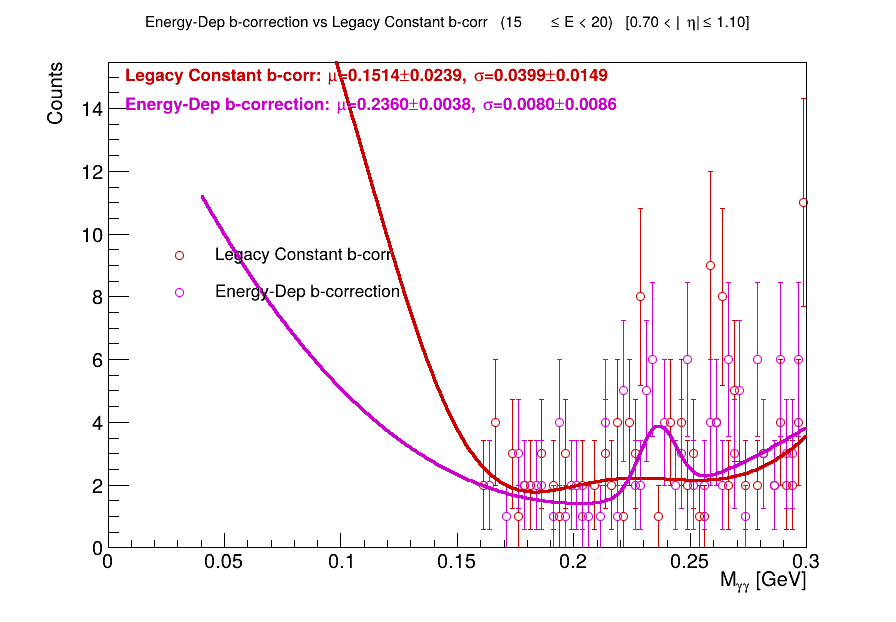 Energy-Dep b-correction vs Legacy Constant b-corr (15 ≤ E < 20) [0.70 < | η| ≤ 1.10]
Counts
Legacy Constant b-corr: μ=0.1514±0.0239, σ=0.0399±0.0149
Energy-Dep b-correction: μ=0.2360±0.0038, σ=0.0080±0.0086
14
12
10
8
6
4
2
0
Legacy Constant b-corr
Energy-Dep b-correction
0 0.05 0.1 0.15 0.2 0.25 0.3
Mγγ [GeV]